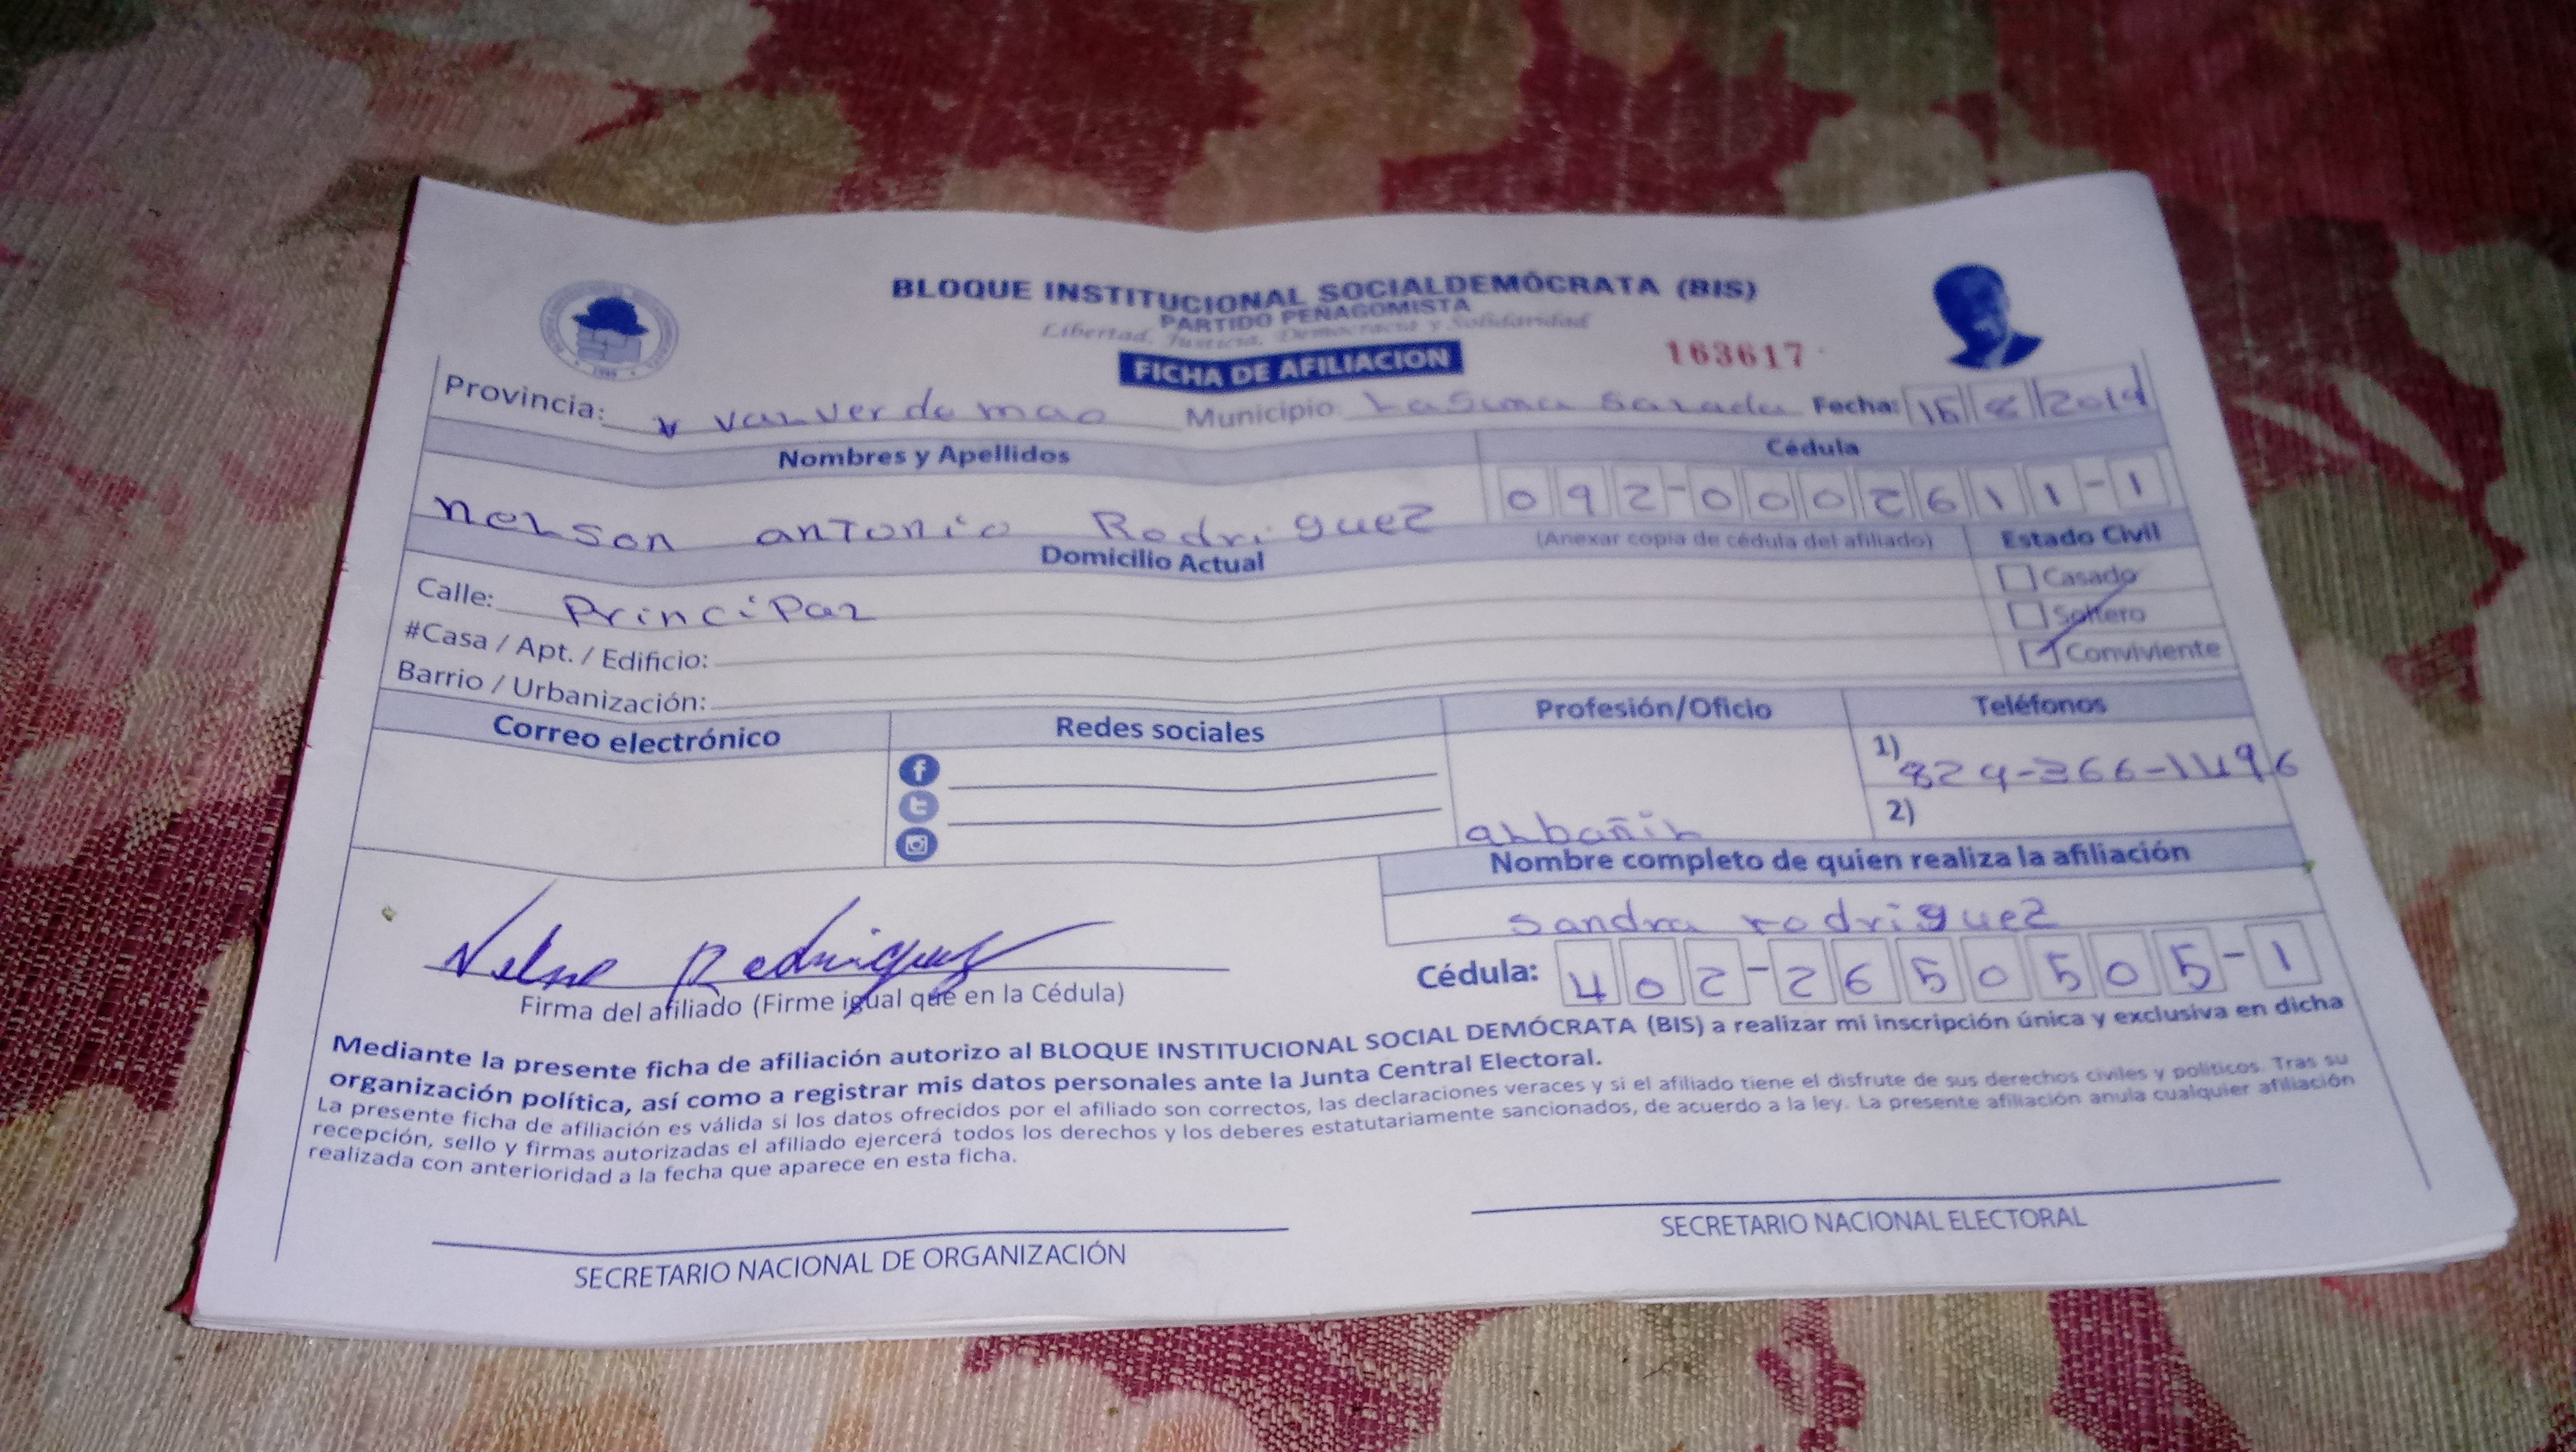 BLOQUE INSTITUCIONAL SOCIALDEMÓCRATA (BIS)
PARTIDO PEÑAGOMISTA
Libertad, Justicia, Democracia y Solidaridad
FICHA DE AFILIACION
163617
Provincia: valverde mao Municipio: Fecha: 2019
Nombres y Apellidos Cédula
nelson antonio Rodriguez 092-0002611-1
(Anexar copia de cédula del afiliado)
Domicilio Actual
Estado Civil
Calle: Principal
Casado
#Casa / Apt. / Edificio:
Soltero
Barrio / Urbanización:
Conviviente
Correo electrónico Redes sociales Profesión/Oficio Teléfonos
1) 824-366-1496
2)
albañil
Nombre completo de quien realiza la afiliación
Sandra rodriguez
Cédula: 402-2650505-1
Nelson Rodriguez
Firma del afiliado (Firme igual que en la Cédula)
Mediante la presente ficha de afiliación autorizo al BLOQUE INSTITUCIONAL SOCIAL DEMÓCRATA (BIS) a realizar mi inscripción única y exclusiva en dicha
organización política, así como a registrar mis datos personales ante la Junta Central Electoral.
La presente ficha de afiliación es válida si los datos ofrecidos por el afiliado son correctos, las declaraciones veraces y si el afiliado tiene el disfrute de sus derechos civiles y políticos. Tras su
recepción, sello y firmas autorizadas el afiliado ejercerá todos los derechos y los deberes estatutariamente sancionados, de acuerdo a la ley. La presente afiliación anula cualquier afiliación
realizada con anterioridad a la fecha que aparece en esta ficha.
SECRETARIO NACIONAL DE ORGANIZACIÓN
SECRETARIO NACIONAL ELECTORAL